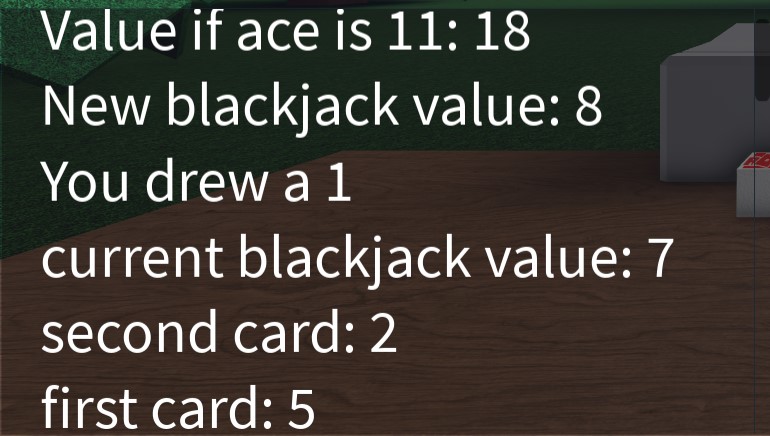 Value if ace is 11: 18
New blackjack value: 8
You drew a 1
current blackjack value: 7
second card: 2
first card: 5